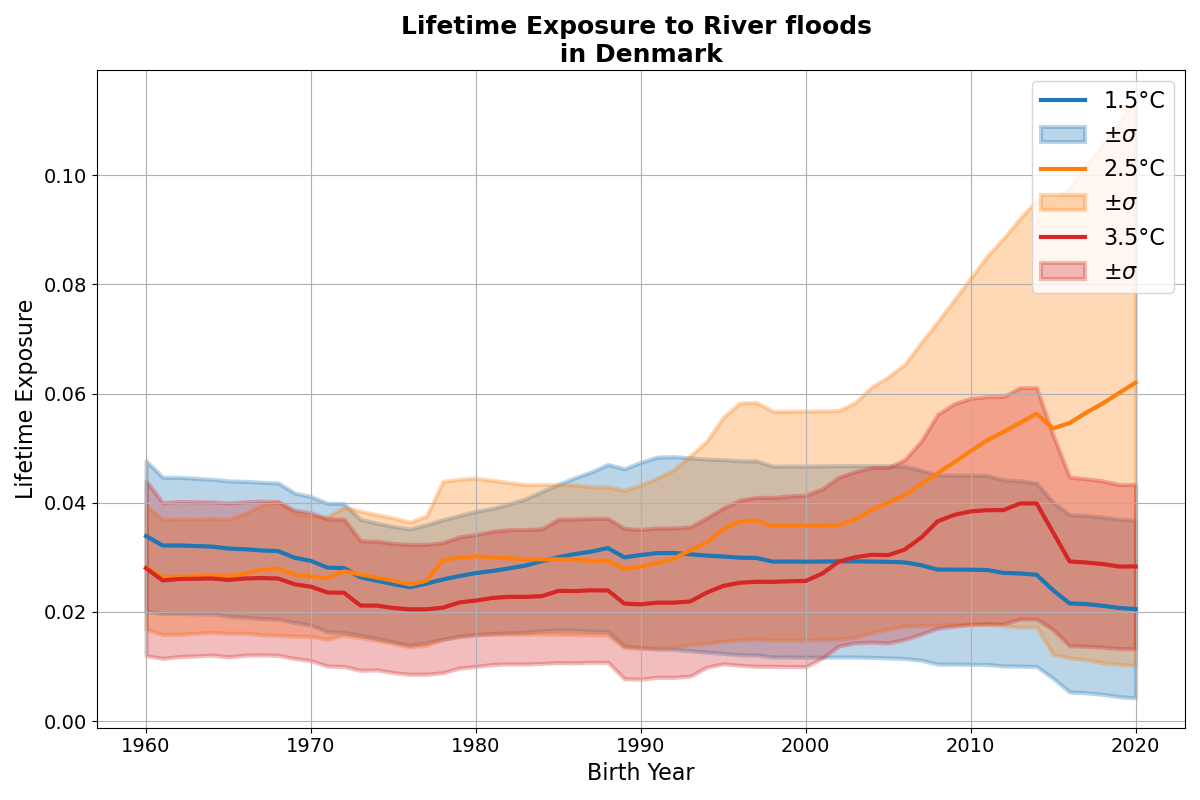 Lifetime Exposure to River floods
in Denmark
1.5°C
±σ
2.5°C
±σ
3.5°C
±σ
Lifetime Exposure
0.10
0.08
0.06
0.04
0.02
0.00
1960 1970 1980 1990 2000 2010 2020
Birth Year